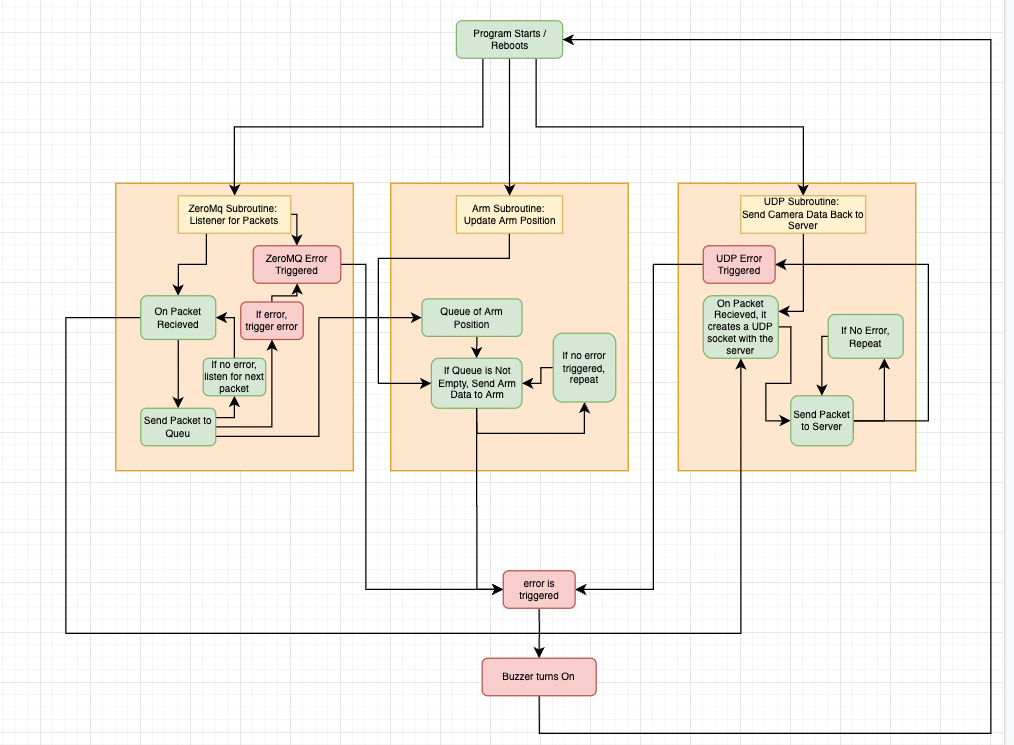 Program Starts /
Reboots
ZeroMq Subroutine:
Listener for Packets
Arm Subroutine:
Update Arm Position
UDP Subroutine:
Send Camera Data Back to
Server
ZeroMQ Error
Triggered
UDP Error
Triggered
On Packet
Recieved
If error,
trigger error
Queue of Arm
Position
On Packet
Recieved, it
creates a UDP
socket with the
server
If No Error,
Repeat
If no error,
listen for next
packet
If Queue is Not
Empty, Send Arm
Data to Arm
If no error
triggered,
repeat
Send Packet to
Queu
Send Packet
to Server
error is
triggered
Buzzer turns On